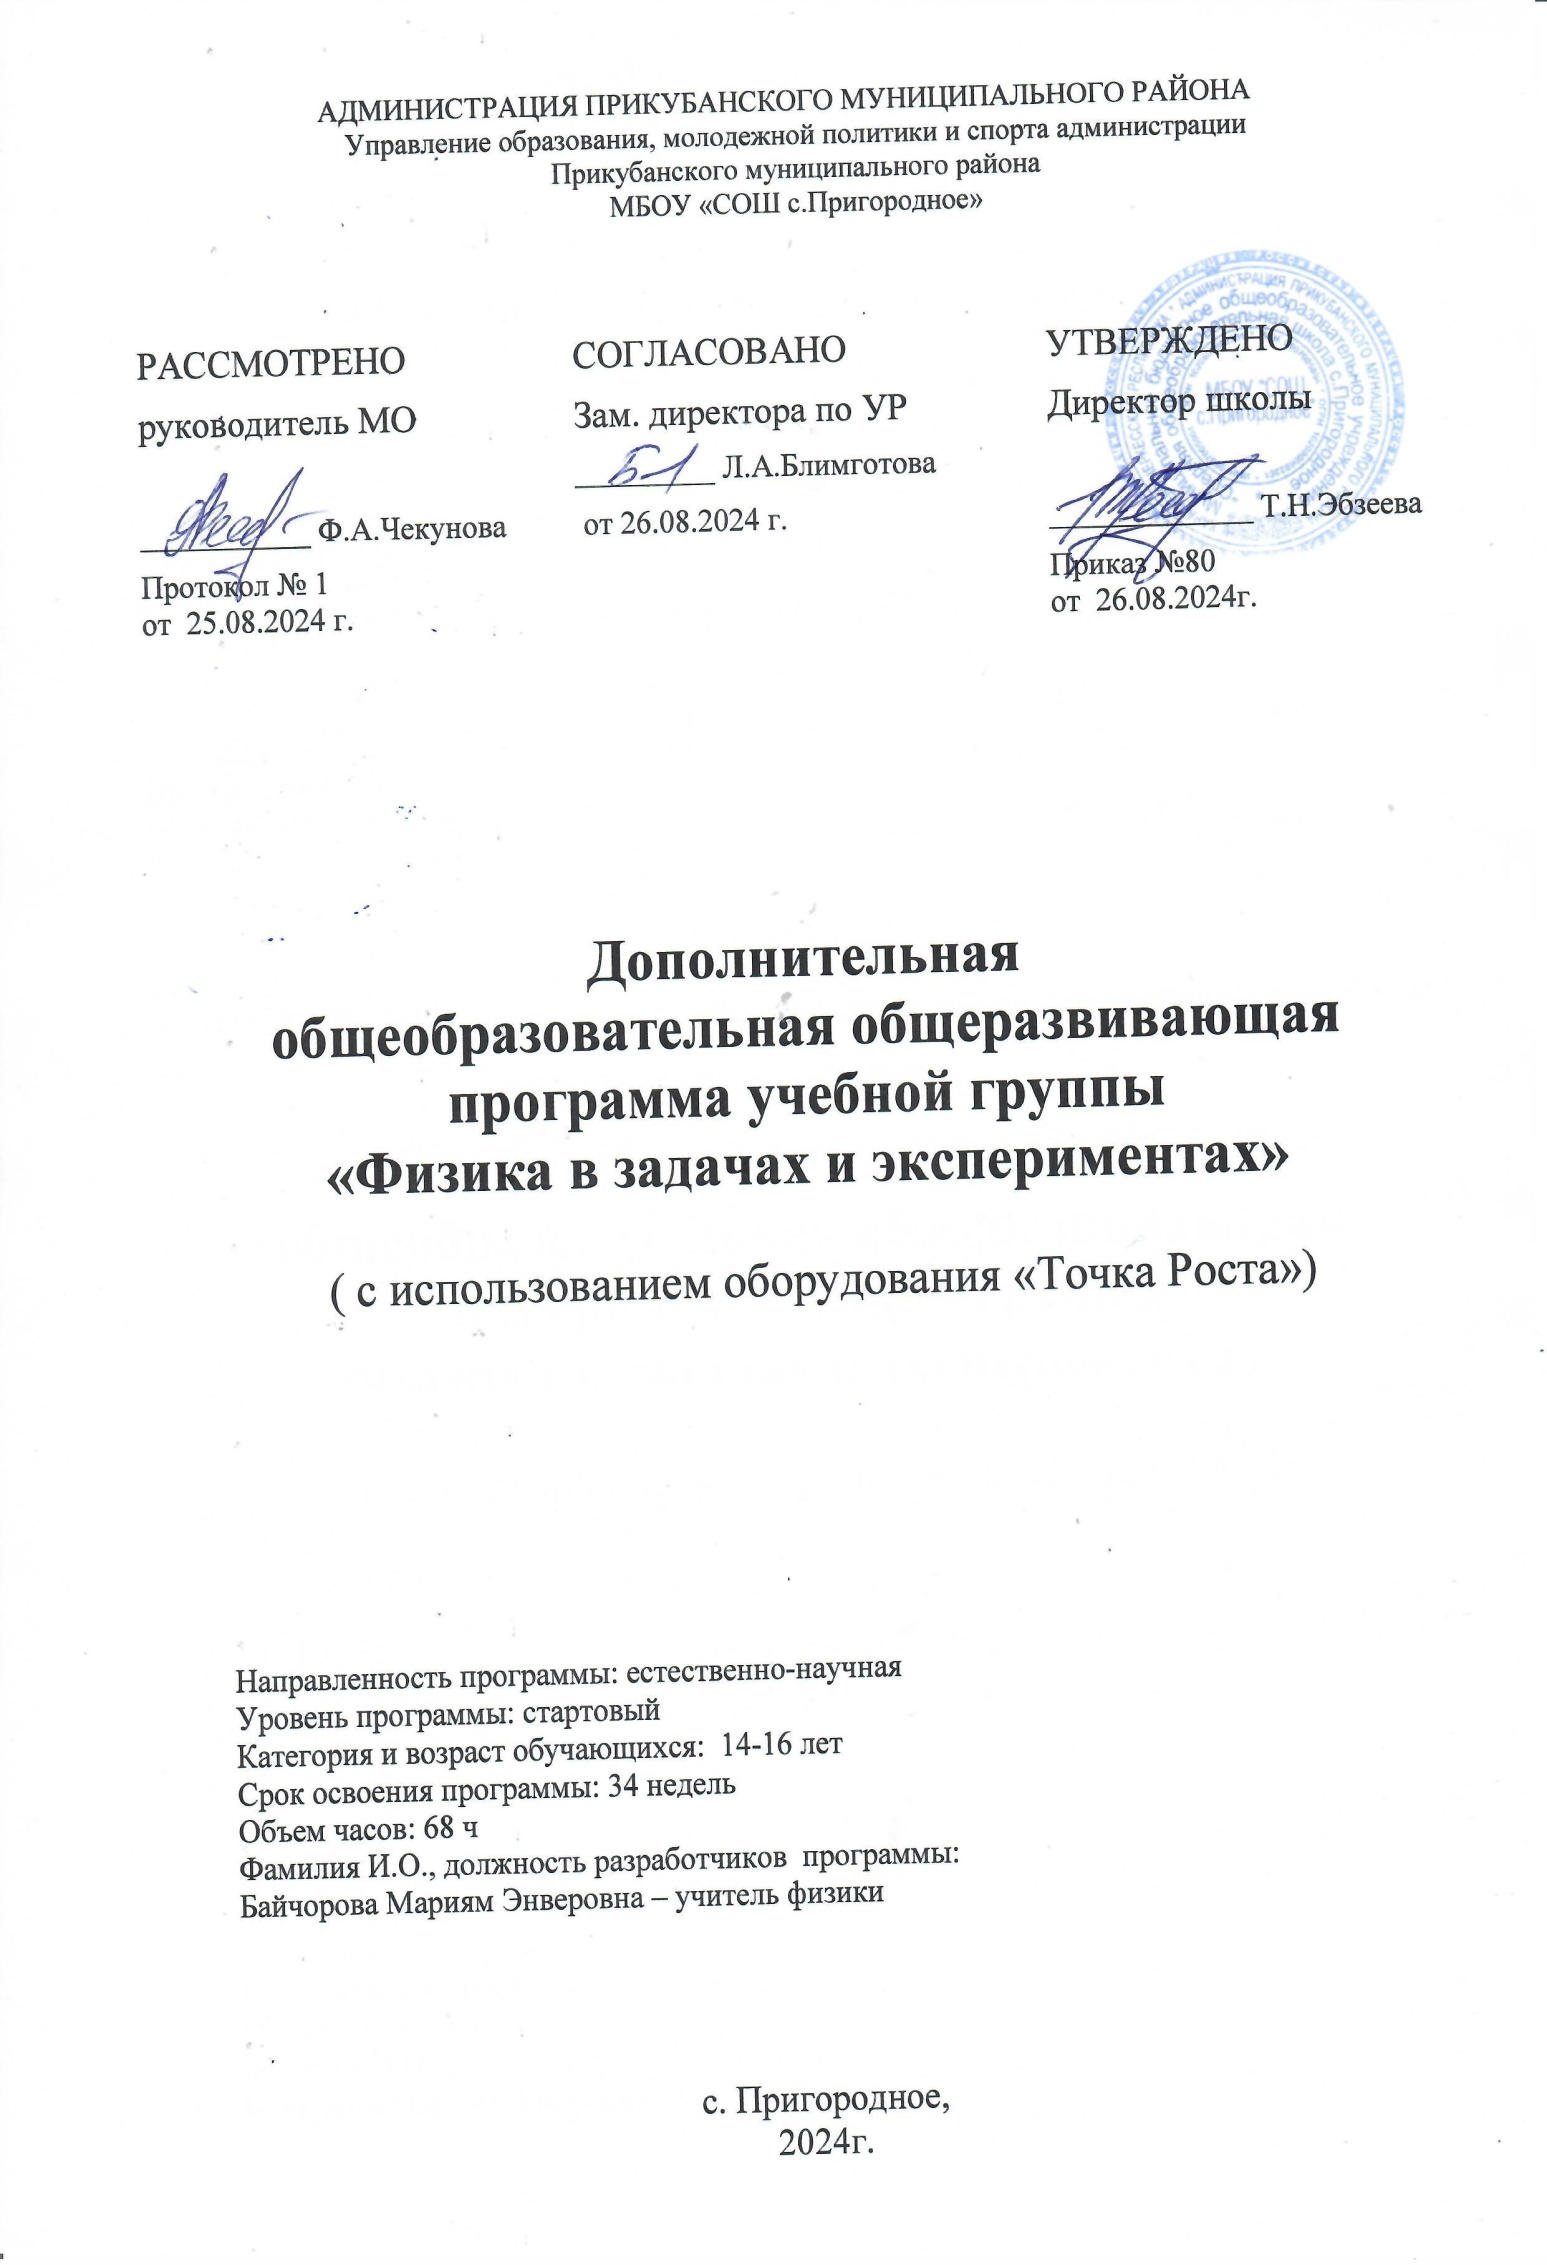 АДМИНИСТРАЦИЯ ПРИКУБАНСКОГО МУНИЦИПАЛЬНОГО РАЙОНА
Управление образования, молодежной политики и спорта администрации
Прикубанского муниципального района
МБОУ «СОШ с.Пригородное»
РАССМОТРЕНО
руководитель МО
Ф.А.Чекунова
Протокол № 1
от 25.08.2024 г.
СОГЛАСОВАНО
Зам. директора по УР
Л.А.Блимготова
от 26.08.2024 г.
УТВЕРЖДЕНО
Директор школы
Т.Н.Эбзеева
Приказ №80
от 26.08.2024г.
МБОУ "СОШ
с.Пригородное
Дополнительная
общеобразовательная общеразвивающая
программа учебной группы
«Физика в задачах и экспериментах»
( с использованием оборудования «Точка Роста»)
Направленность программы: естественно-научная
Уровень программы: стартовый
Категория и возраст обучающихся: 14-16 лет
Срок освоения программы: 34 недель
Объем часов: 68 ч
Фамилия И.О., должность разработчиков программы:
Байчорова Мариям Энверовна – учитель физики
с. Пригородное,
2024г.